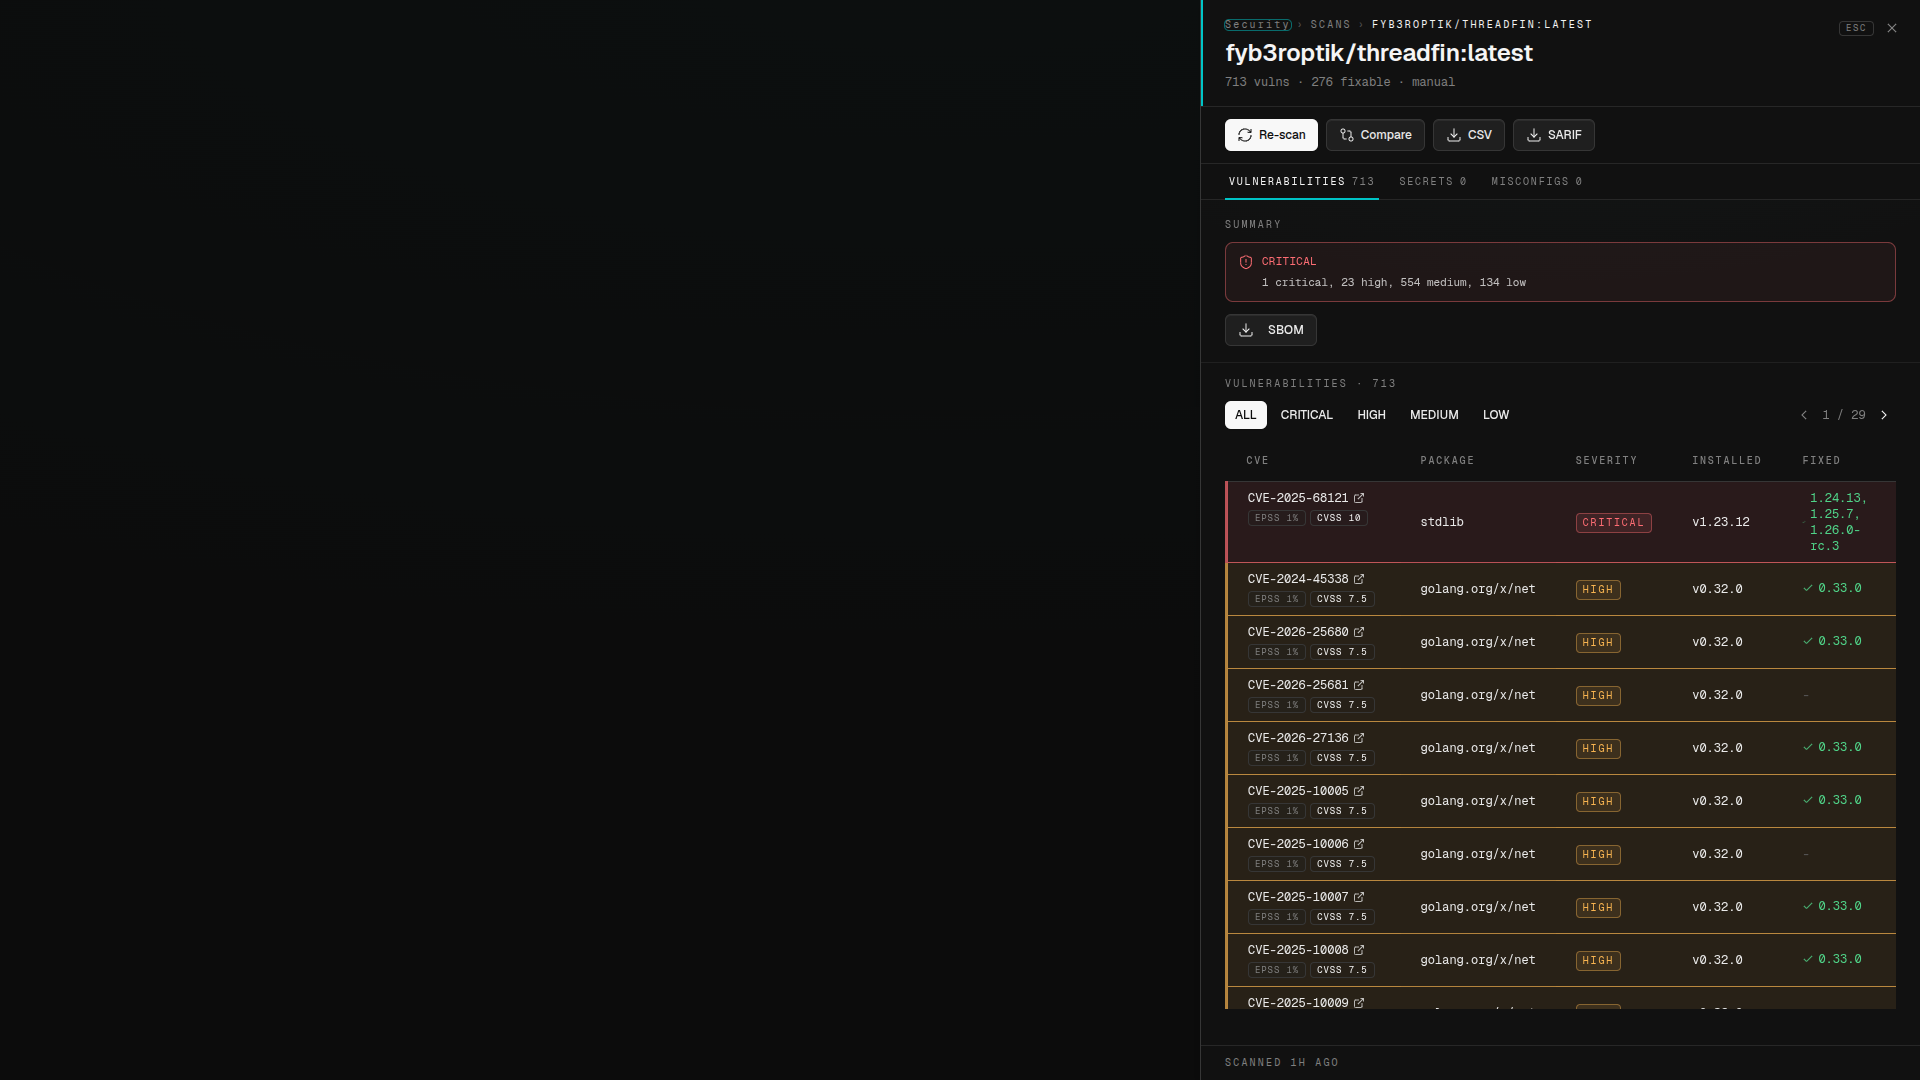 Security › SCANS › FYB3ROPTIK/THREADFIN:LATEST
ESC
fyb3roptik/threadfin:latest
713 vulns · 276 fixable · manual
Re-scan
Compare
CSV
SARIF
VULNERABILITIES 713
SECRETS 0
MISCONFIGS 0
SUMMARY
CRITICAL
1 critical, 23 high, 554 medium, 134 low
SBOM
VULNERABILITIES · 713
ALL CRITICAL HIGH MEDIUM LOW
1 / 29
CVE PACKAGE SEVERITY INSTALLED FIXED
CVE-2025-68121
EPSS 1% CVSS 10
stdlib
CRITICAL
v1.23.12
1.24.13,
1.25.7,
1.26.0-
rc.3
CVE-2024-45338
EPSS 1% CVSS 7.5
golang.org/x/net HIGH v0.32.0 0.33.0
CVE-2026-25680
EPSS 1% CVSS 7.5
golang.org/x/net HIGH v0.32.0 0.33.0
CVE-2026-25681
EPSS 1% CVSS 7.5
golang.org/x/net HIGH v0.32.0 -
CVE-2026-27136
EPSS 1% CVSS 7.5
golang.org/x/net HIGH v0.32.0 0.33.0
CVE-2025-10005
EPSS 1% CVSS 7.5
golang.org/x/net HIGH v0.32.0 0.33.0
CVE-2025-10006
EPSS 1% CVSS 7.5
golang.org/x/net HIGH v0.32.0 -
CVE-2025-10007
EPSS 1% CVSS 7.5
golang.org/x/net HIGH v0.32.0 0.33.0
CVE-2025-10008
EPSS 1% CVSS 7.5
golang.org/x/net HIGH v0.32.0 0.33.0
CVE-2025-10009
SCANNED 1H AGO